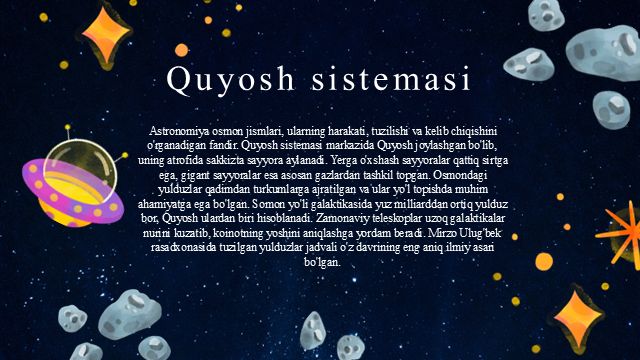 Quyosh sistemasi
Astronomiya osmon jismlari, ularning harakati, tuzilishi va kelib chiqishini
o'rganadigan fandir. Quyosh sistemasi markazida Quyosh joylashgan bo'lib,
uning atrofida sakkizta sayyora aylanadi. Yerga o'xshash sayyoralar qattiq sirtga
ega, gigant sayyoralar esa asosan gazlardan tashkil topgan. Osmondagi
yulduzlar qadimdan turkumlarga ajratilgan va ular yo'l topishda muhim
ahamiyatga ega bo'lgan. Somon yo'li galaktikasida yuz milliarddan ortiq yulduz
bor, Quyosh ulardan biri hisoblanadi. Zamonaviy teleskoplar uzoq galaktikalar
nurini kuzatib, koinotning yoshini aniqlashga yordam beradi. Mirzo Ulug'bek
rasadxonasida tuzilgan yulduzlar jadvali o'z davrining eng aniq ilmiy asari
bo'lgan.